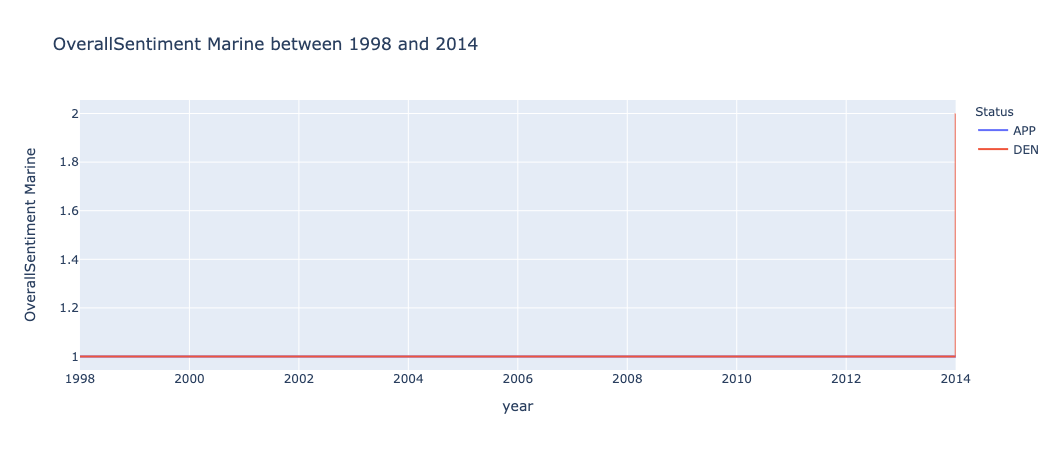 OverallSentiment Marine between 1998 and 2014
OverallSentiment Marine
2
1.8
1.6
1.4
1.2
1
1998 2000 2002 2004 2006 2008 2010 2012 2014
year
Status
APP
DEN